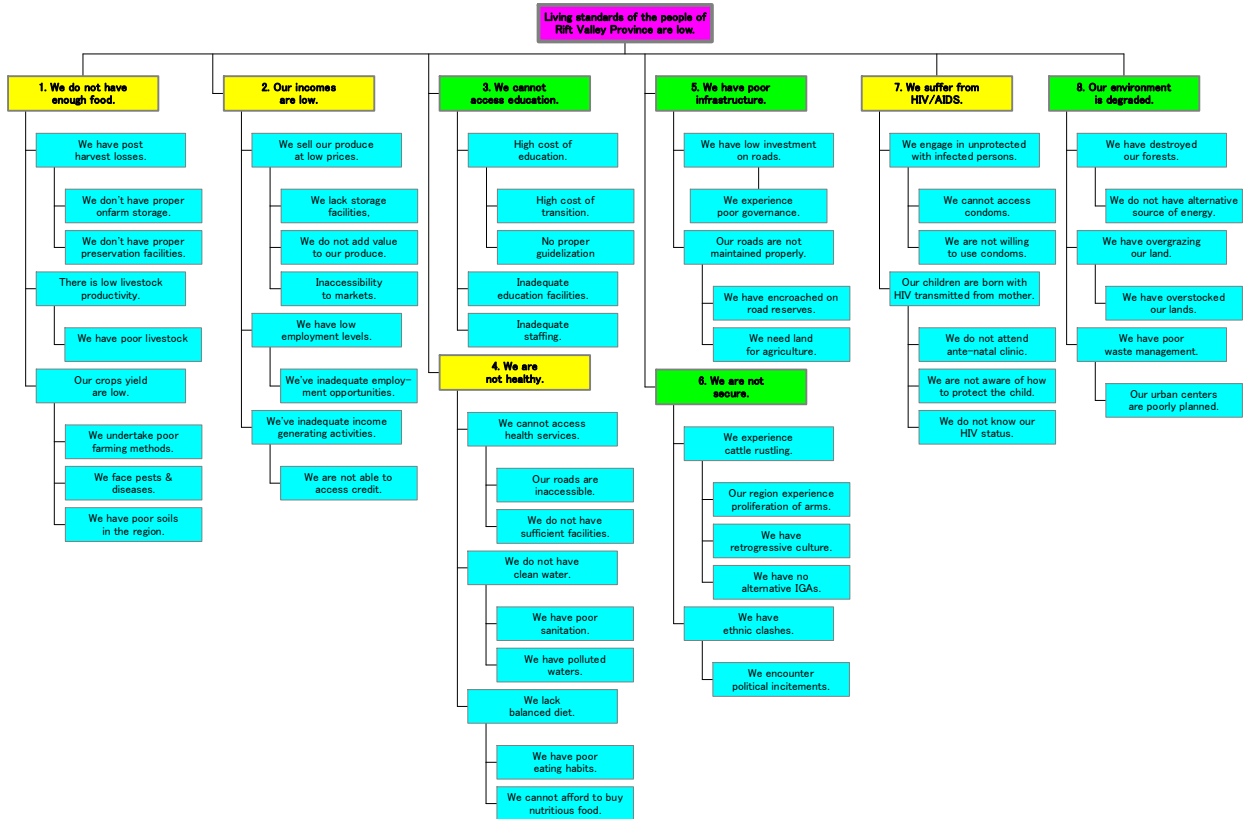 Living standards of the people of
Rift Valley Province are low.
1. We do not have
enough food.
We have post
harvest losses.
We don't have proper
onfarm storage.
We don't have proper
preservation facilities.
There is low livestock
productivity.
We have poor livestock
Our crops yield
are low.
We undertake poor
farming methods.
We face pests &
diseases.
We have poor soils
in the region.
2. Our incomes
are low.
We sell our produce
at low prices.
We lack storage
facilities,
We do not add value
to our produce.
Inaccessibility
to markets.
We have low
employment levels.
We've inadequate employ-
ment opportunities.
We've inadequate income
generating activities.
We are not able to
access credit.
3. We cannot
access education.
High cost of
education.
High cost of
transition.
No proper
guidelization
Inadequate
education facilities.
Inadequate
staffing.
4. We are
not healthy.
We cannot access
health services.
Our roads are
inaccessible.
We do not have
sufficient facilities.
We do not have
clean water.
We have poor
sanitation.
We have polluted
waters.
We lack
balanced diet.
We have poor
eating habits.
We cannot afford to buy
nutritious food.
5. We have poor
infrastructure.
We have low investment
on roads.
We experience
poor governance.
Our roads are not
maintained properly.
We have encroached on
road reserves.
We need land
for agriculture.
6. We are not
secure.
We experience
cattle rustling.
Our region experience
proliferation of arms.
We have
retrogressive culture.
We have no
alternative IGAs.
We have
ethnic clashes.
We encounter
political incitements.
7. We suffer from
HIV/AIDS.
We engage in unprotected
with infected persons.
We cannot access
condoms.
We are not willing
to use condoms.
Our children are born with
HIV transmitted from mother.
We do not attend
ante-natal clinic.
We are not aware of how
to protect the child.
We do not know our
HIV status.
8. Our environment
is degraded.
We have destroyed
our forests.
We do not have alternative
source of energy.
We have overgrazing
our land.
We have overstocked
our lands.
We have poor
waste management.
Our urban centers
are poorly planned.